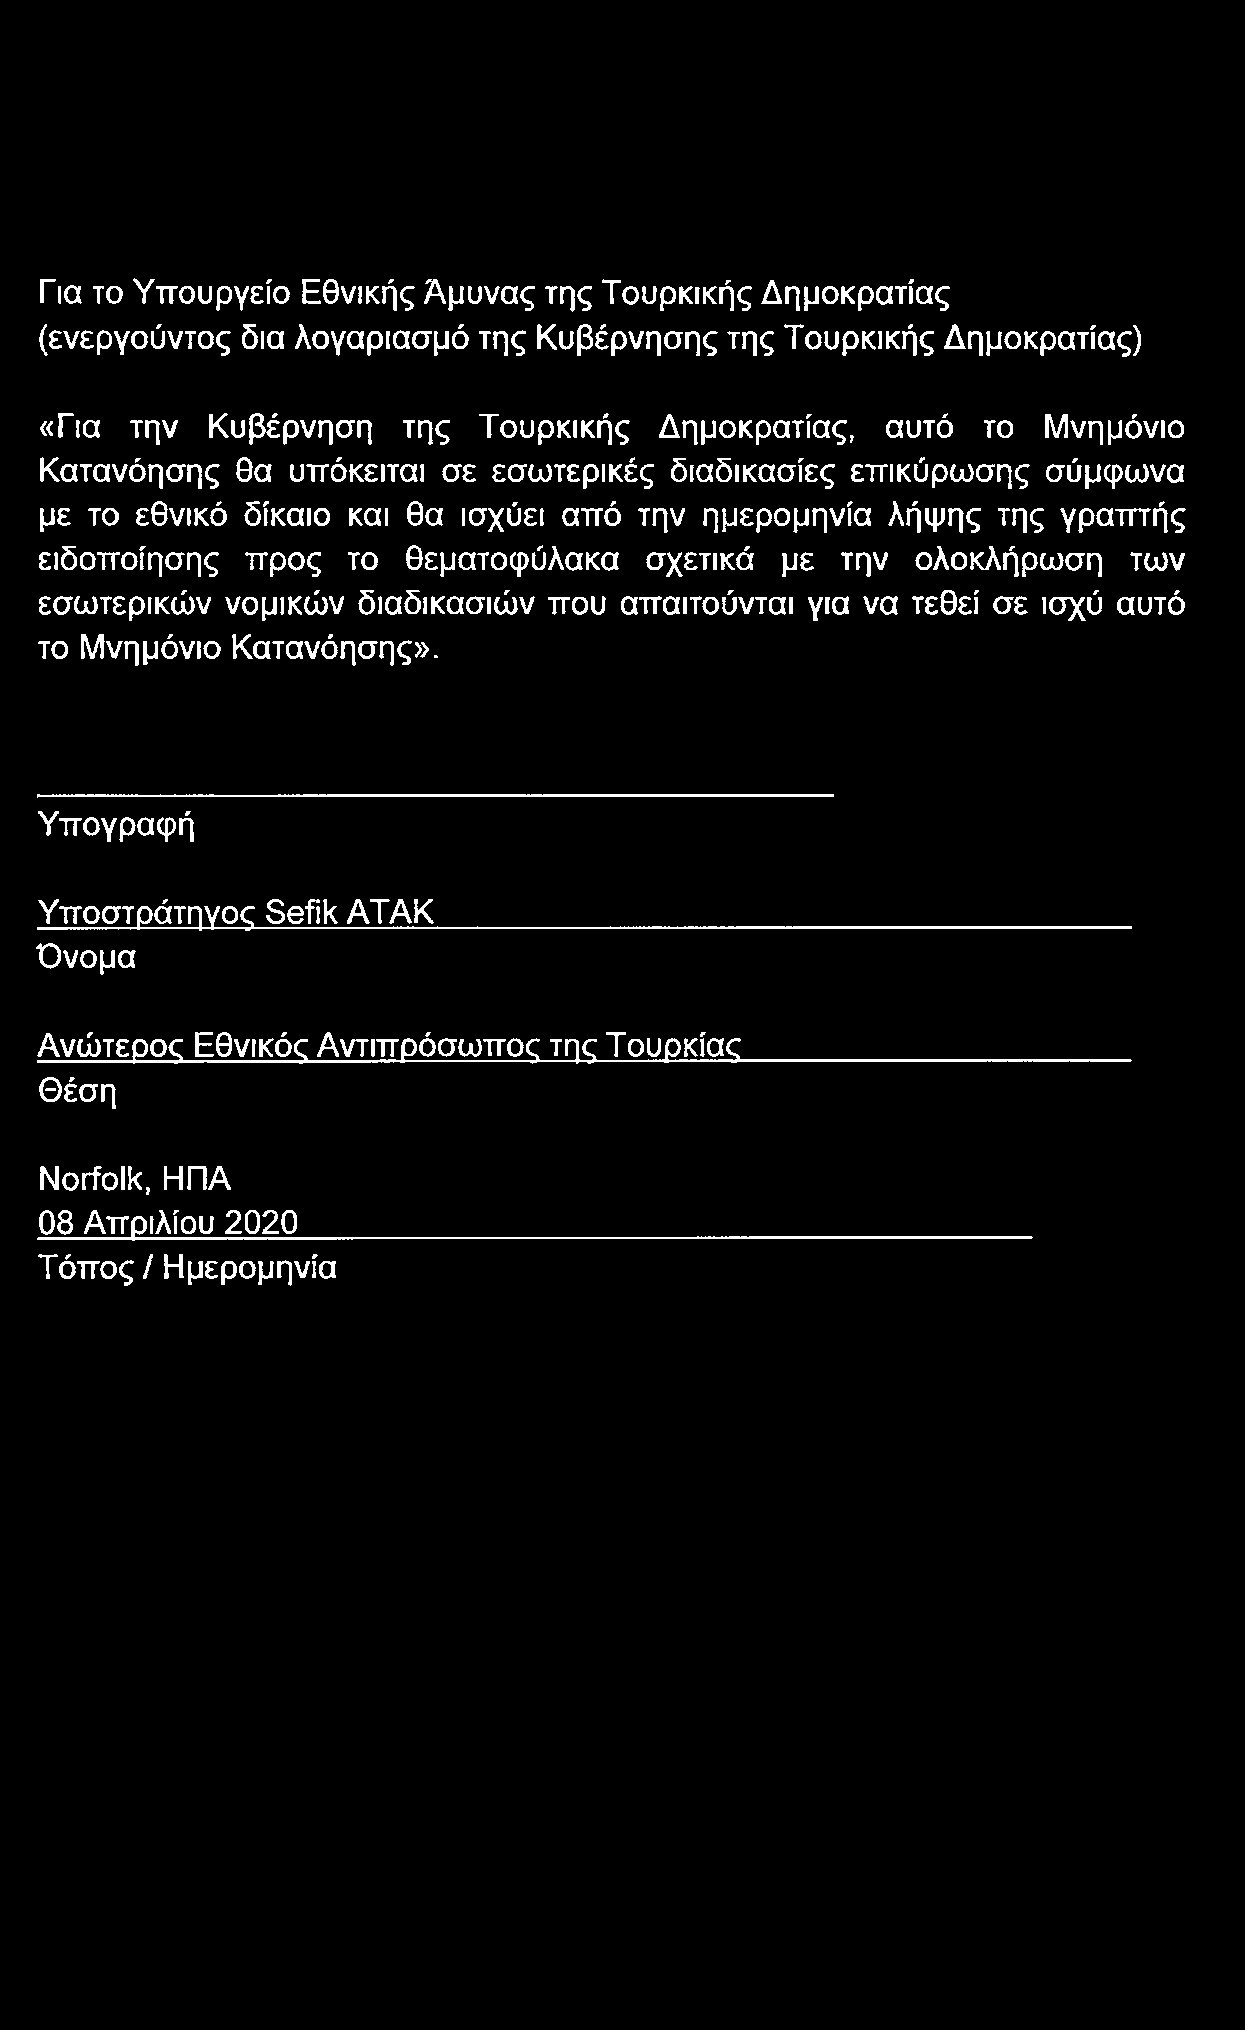 Για το Υπουργείο Εθνικής Άμυνας της Τουρκικής Δημοκρατίας
(ενεργούντος δια λογαριασμό της Κυβέρνησης της Τουρκικής Δημοκρατίας)
«Για την Κυβέρνηση της Τουρκικής Δημοκρατίας, αυτό το Μνημόνιο
Κατανόησης θα υπόκειται σε εσωτερικές διαδικασίες επικύρωσης σύμφωνα
με το εθνικό δίκαιο και θα ισχύει από την ημερομηνία λήψης της γραπτής
ειδοποίησης προς το θεματοφύλακα σχετικά με την ολοκλήρωση των
εσωτερικών νομικών διαδικασιών που απαιτούνται για να τεθεί σε ισχύ αυτό
το Μνημόνιο Κατανόησης».
Υπογραφή
Υποστράτηγος Sefik ATAK
Όνομα
Ανώτερος Εθνικός Αντιπρόσωπος της Τουρκίας
Θέση
Norfolk, ΗΠΑ
08 Απριλίου 2020
Τόπος / Ημερομηνία